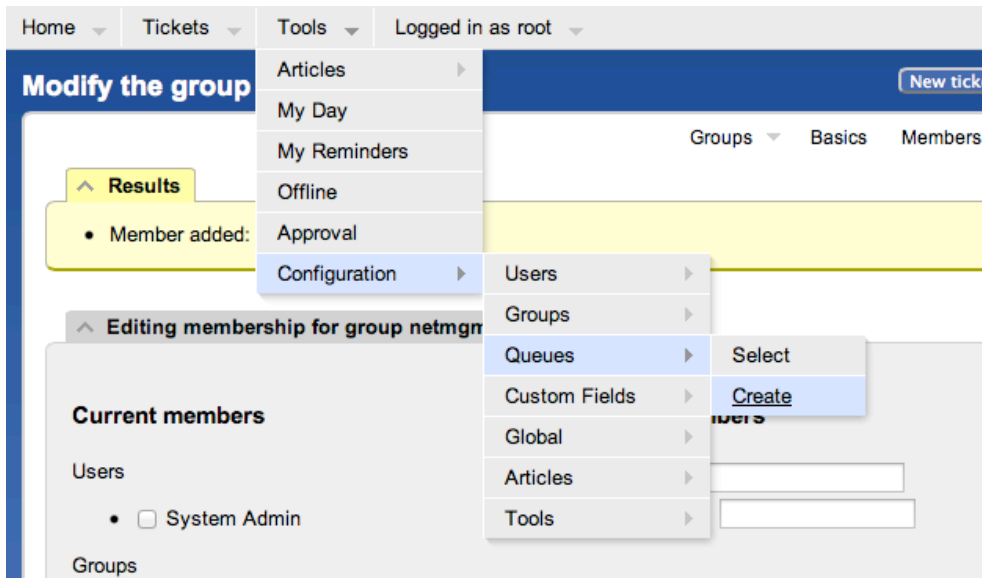 Home Tickets Tools Logged in as root
Articles
Modify the group New tick
My Day
My Reminders Groups Basics Members
Results
Offline
• Member added: Approval
Configuration Users
Groups
Editing membership for group netmgm
Queues Select
Custom Fields Create
Current members
Global
Users Articles
• System Admin Tools
Groups